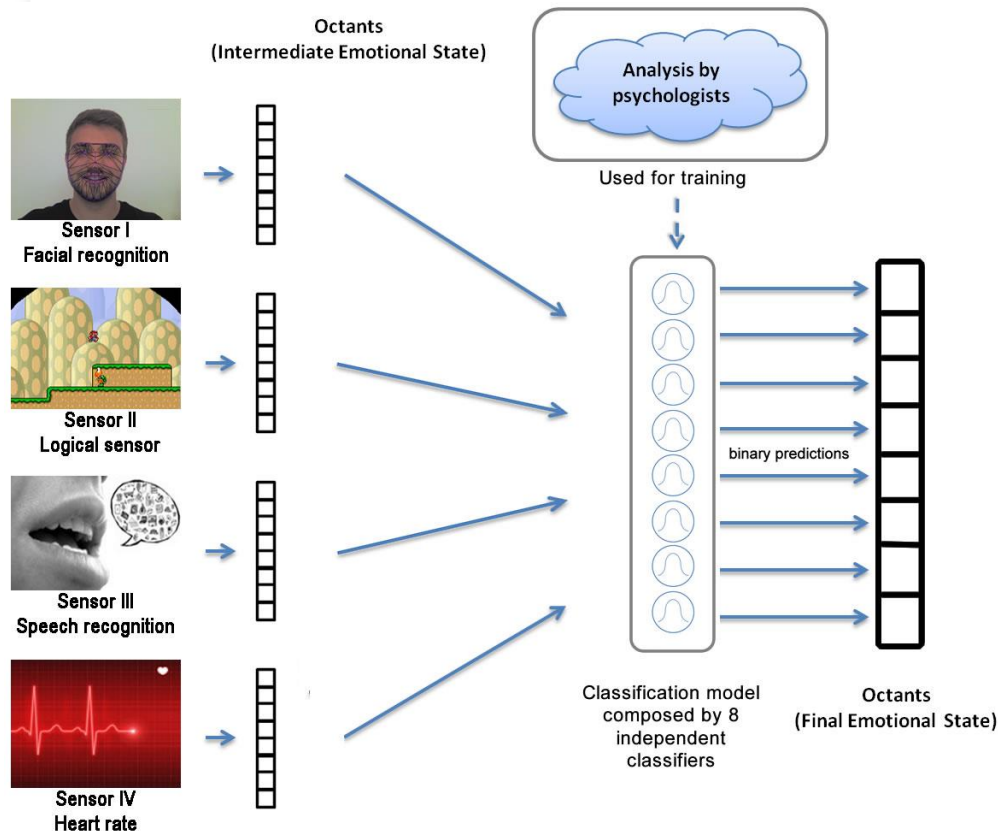 Octants
(Intermediate Emotional State)
Analysis by
psychologists
Used for training
Sensor I
Facial recognition
Sensor II
Logical sensor
binary predictions
Sensor III
Speech recognition
Classification model
composed by 8
independent
classifiers
Octants
(Final Emotional State)
Sensor IV
Heart rate